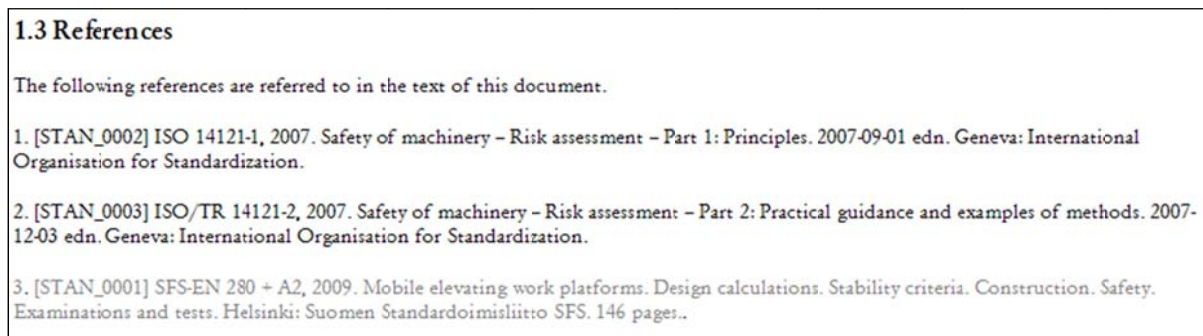 1.3 References
The following references are referred to in the text of this document.
1. [STAN_0002] ISO 14121-1, 2007. Safety of machinery – Risk assessment – Part 1: Principles. 2007-09-01 edn. Geneva: International
Organisation for Standardization.
2. [STAN_0003] ISO/TR 14121-2, 2007. Safety of machinery – Risk assessment – Part 2: Practical guidance and examples of methods. 2007-
12-03 edn. Geneva: International Organisation for Standardization.
3. [STAN_0001] SFS-EN 280 + A2, 2009. Mobile elevating work platforms. Design calculations. Stability criteria. Construction. Safety.
Examinations and tests. Helsinki: Suomen Standardoimisliitto SFS. 146 pages..